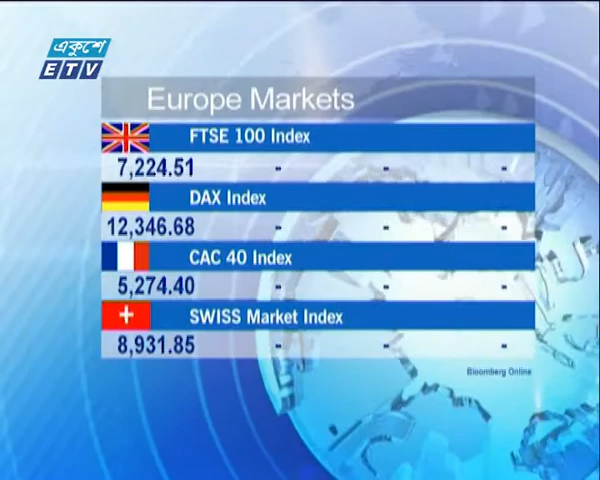 একুশে
ETV
Europe Markets
FTSE 100 Index
7,224.51 - - -
DAX Index
12,346.68 - - -
CAC 40 Index
5,274.40 - - -
SWISS Market Index
8,931.85 - - -
Bloomberg Online